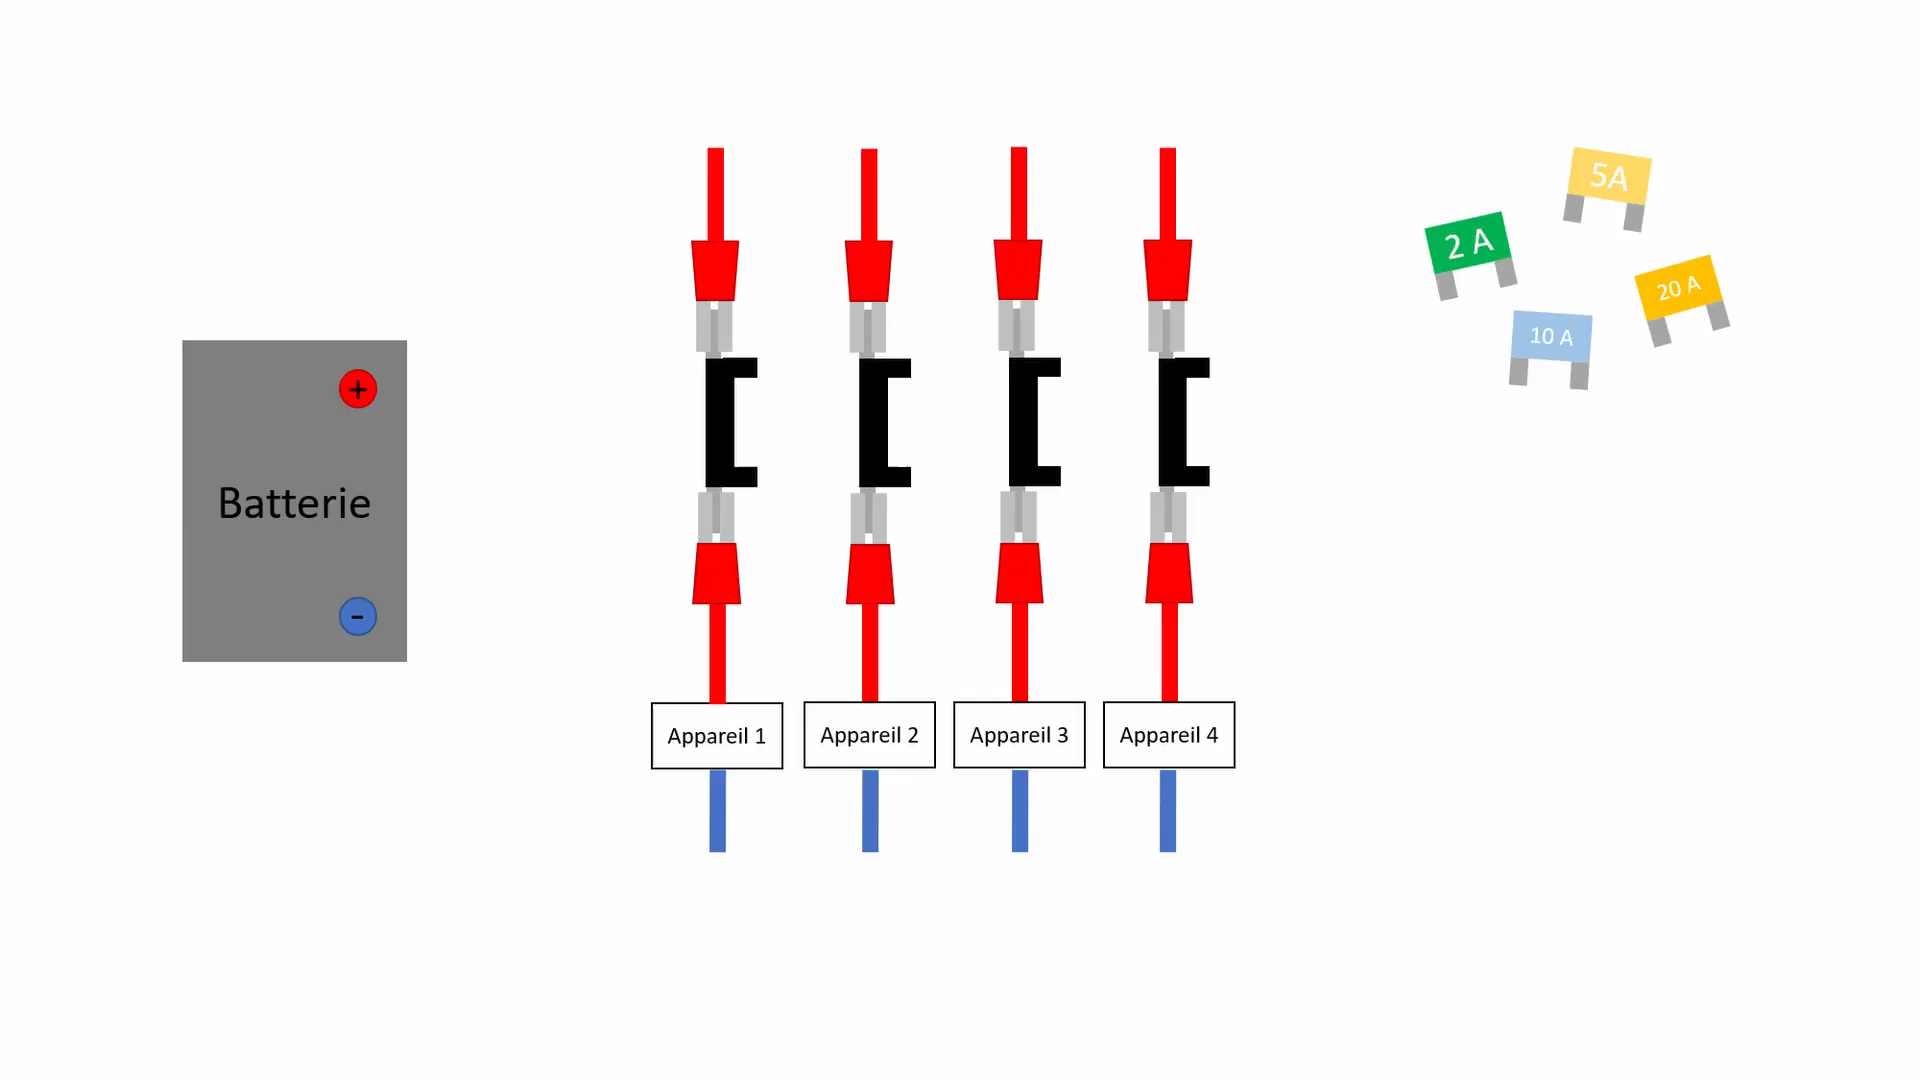 5A
2 A
20 A
10 A
+
Batterie
-
Appareil 1
Appareil 2
Appareil 3
Appareil 4